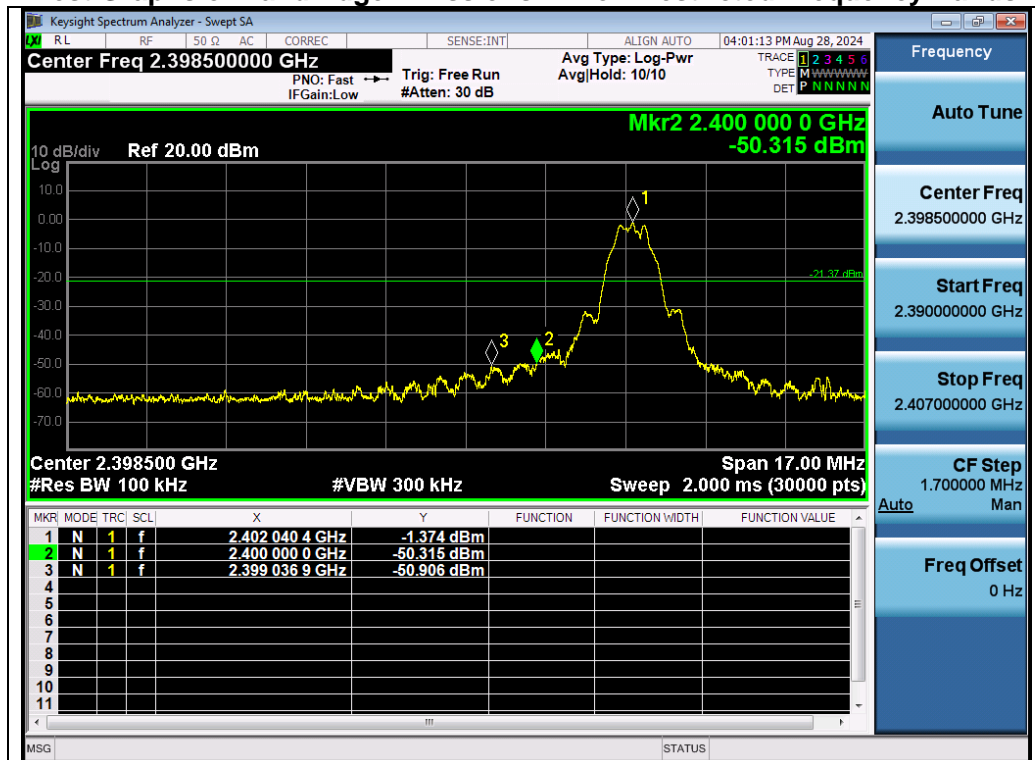 Keysight Spectrum Analyzer - Swept SA
LXI RL RF 50 Ω AC CORREC SENSE:INT ALIGN AUTO 04:01:13 PM Aug 28, 2024
Center Freq 2.398500000 GHz
PNO: Fast
IFGain:Low
Trig: Free Run
#Atten: 30 dB
Avg Type: Log-Pwr
Avg|Hold: 10/10
TRACE 1 2 3 4 5 6
TYPE M WWWWW
DET P N N N N N
Mkr2 2.400 000 0 GHz
-50.315 dBm
10 dB/div Ref 20.00 dBm
Log
10.0
0.00
-10.0
-20.0
-30.0
-40.0
-50.0
-60.0
-70.0
1
-21.37 dBm
3
2
Center 2.398500 GHz Span 17.00 MHz
#Res BW 100 kHz #VBW 300 kHz Sweep 2.000 ms (30000 pts)
MKR MODE TRC SCL X Y FUNCTION FUNCTION WIDTH FUNCTION VALUE
1 N 1 f 2.402 040 4 GHz -1.374 dBm
2 N 1 f 2.400 000 0 GHz -50.315 dBm
3 N 1 f 2.399 036 9 GHz -50.906 dBm
4
5
6
7
8
9
10
11
MSG STATUS
Frequency
Auto Tune
Center Freq
2.398500000 GHz
Start Freq
2.390000000 GHz
Stop Freq
2.407000000 GHz
CF Step
1.700000 MHz
Auto Man
Freq Offset
0 Hz